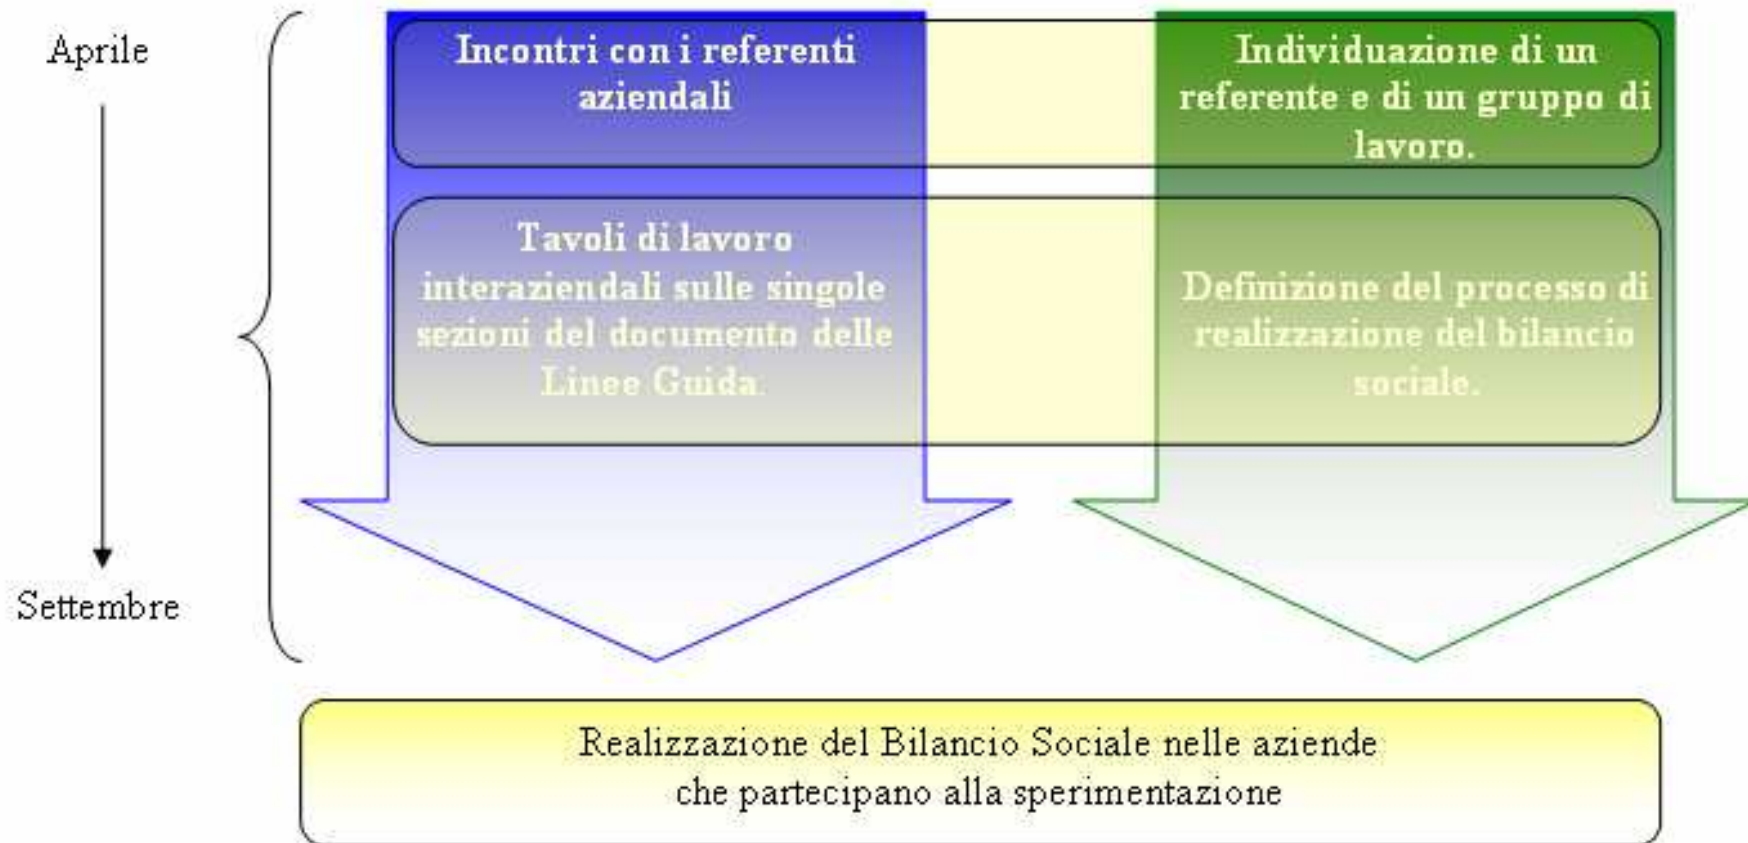 Aprile
Settembre
Incontri con i referenti
aziendali
Individuazione di un
referente e di un gruppo di
lavoro.
Tavoli di lavoro
interaziendali sulle singole
sezioni del documento delle
Linee Guida.
Definizione del processo di
realizzazione del bilancio
sociale.
Realizzazione del Bilancio Sociale nelle aziende
che partecipano alla sperimentazione